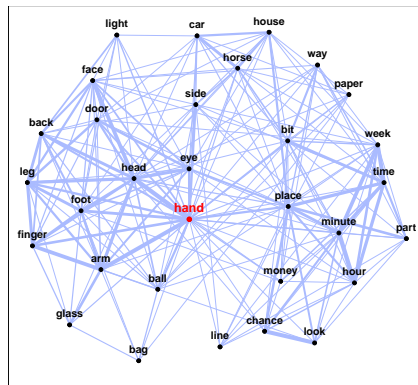 light
car
house
horse
way
face
paper
side
door
back
bit
week
eye
head
leg
time
foot
hand
place
minute
finger
part
arm
ball
money
hour
glass
chance
line
look
bag